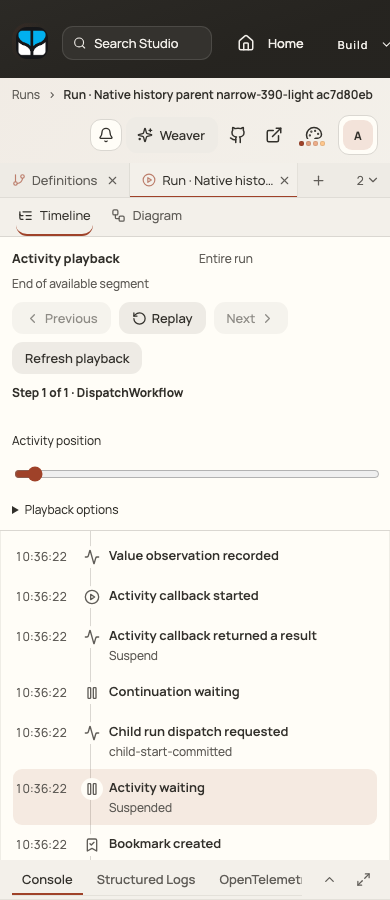 Search Studio
Home
Build
Runs > Run · Native history parent narrow-390-light ac7d80eb
Weaver
A
Definitions
Run · Native histo...
2
Timeline
Diagram
Activity playback
Entire run
End of available segment
Previous
Replay
Next
Refresh playback
Step 1 of 1 · DispatchWorkflow
Activity position
Playback options
10:36:22 Value observation recorded
10:36:22 Activity callback started
10:36:22 Activity callback returned a result
Suspend
10:36:22 Continuation waiting
10:36:22 Child run dispatch requested
child-start-committed
10:36:22 Activity waiting
Suspended
10:36:22 Bookmark created
Console
Structured Logs
OpenTelemet